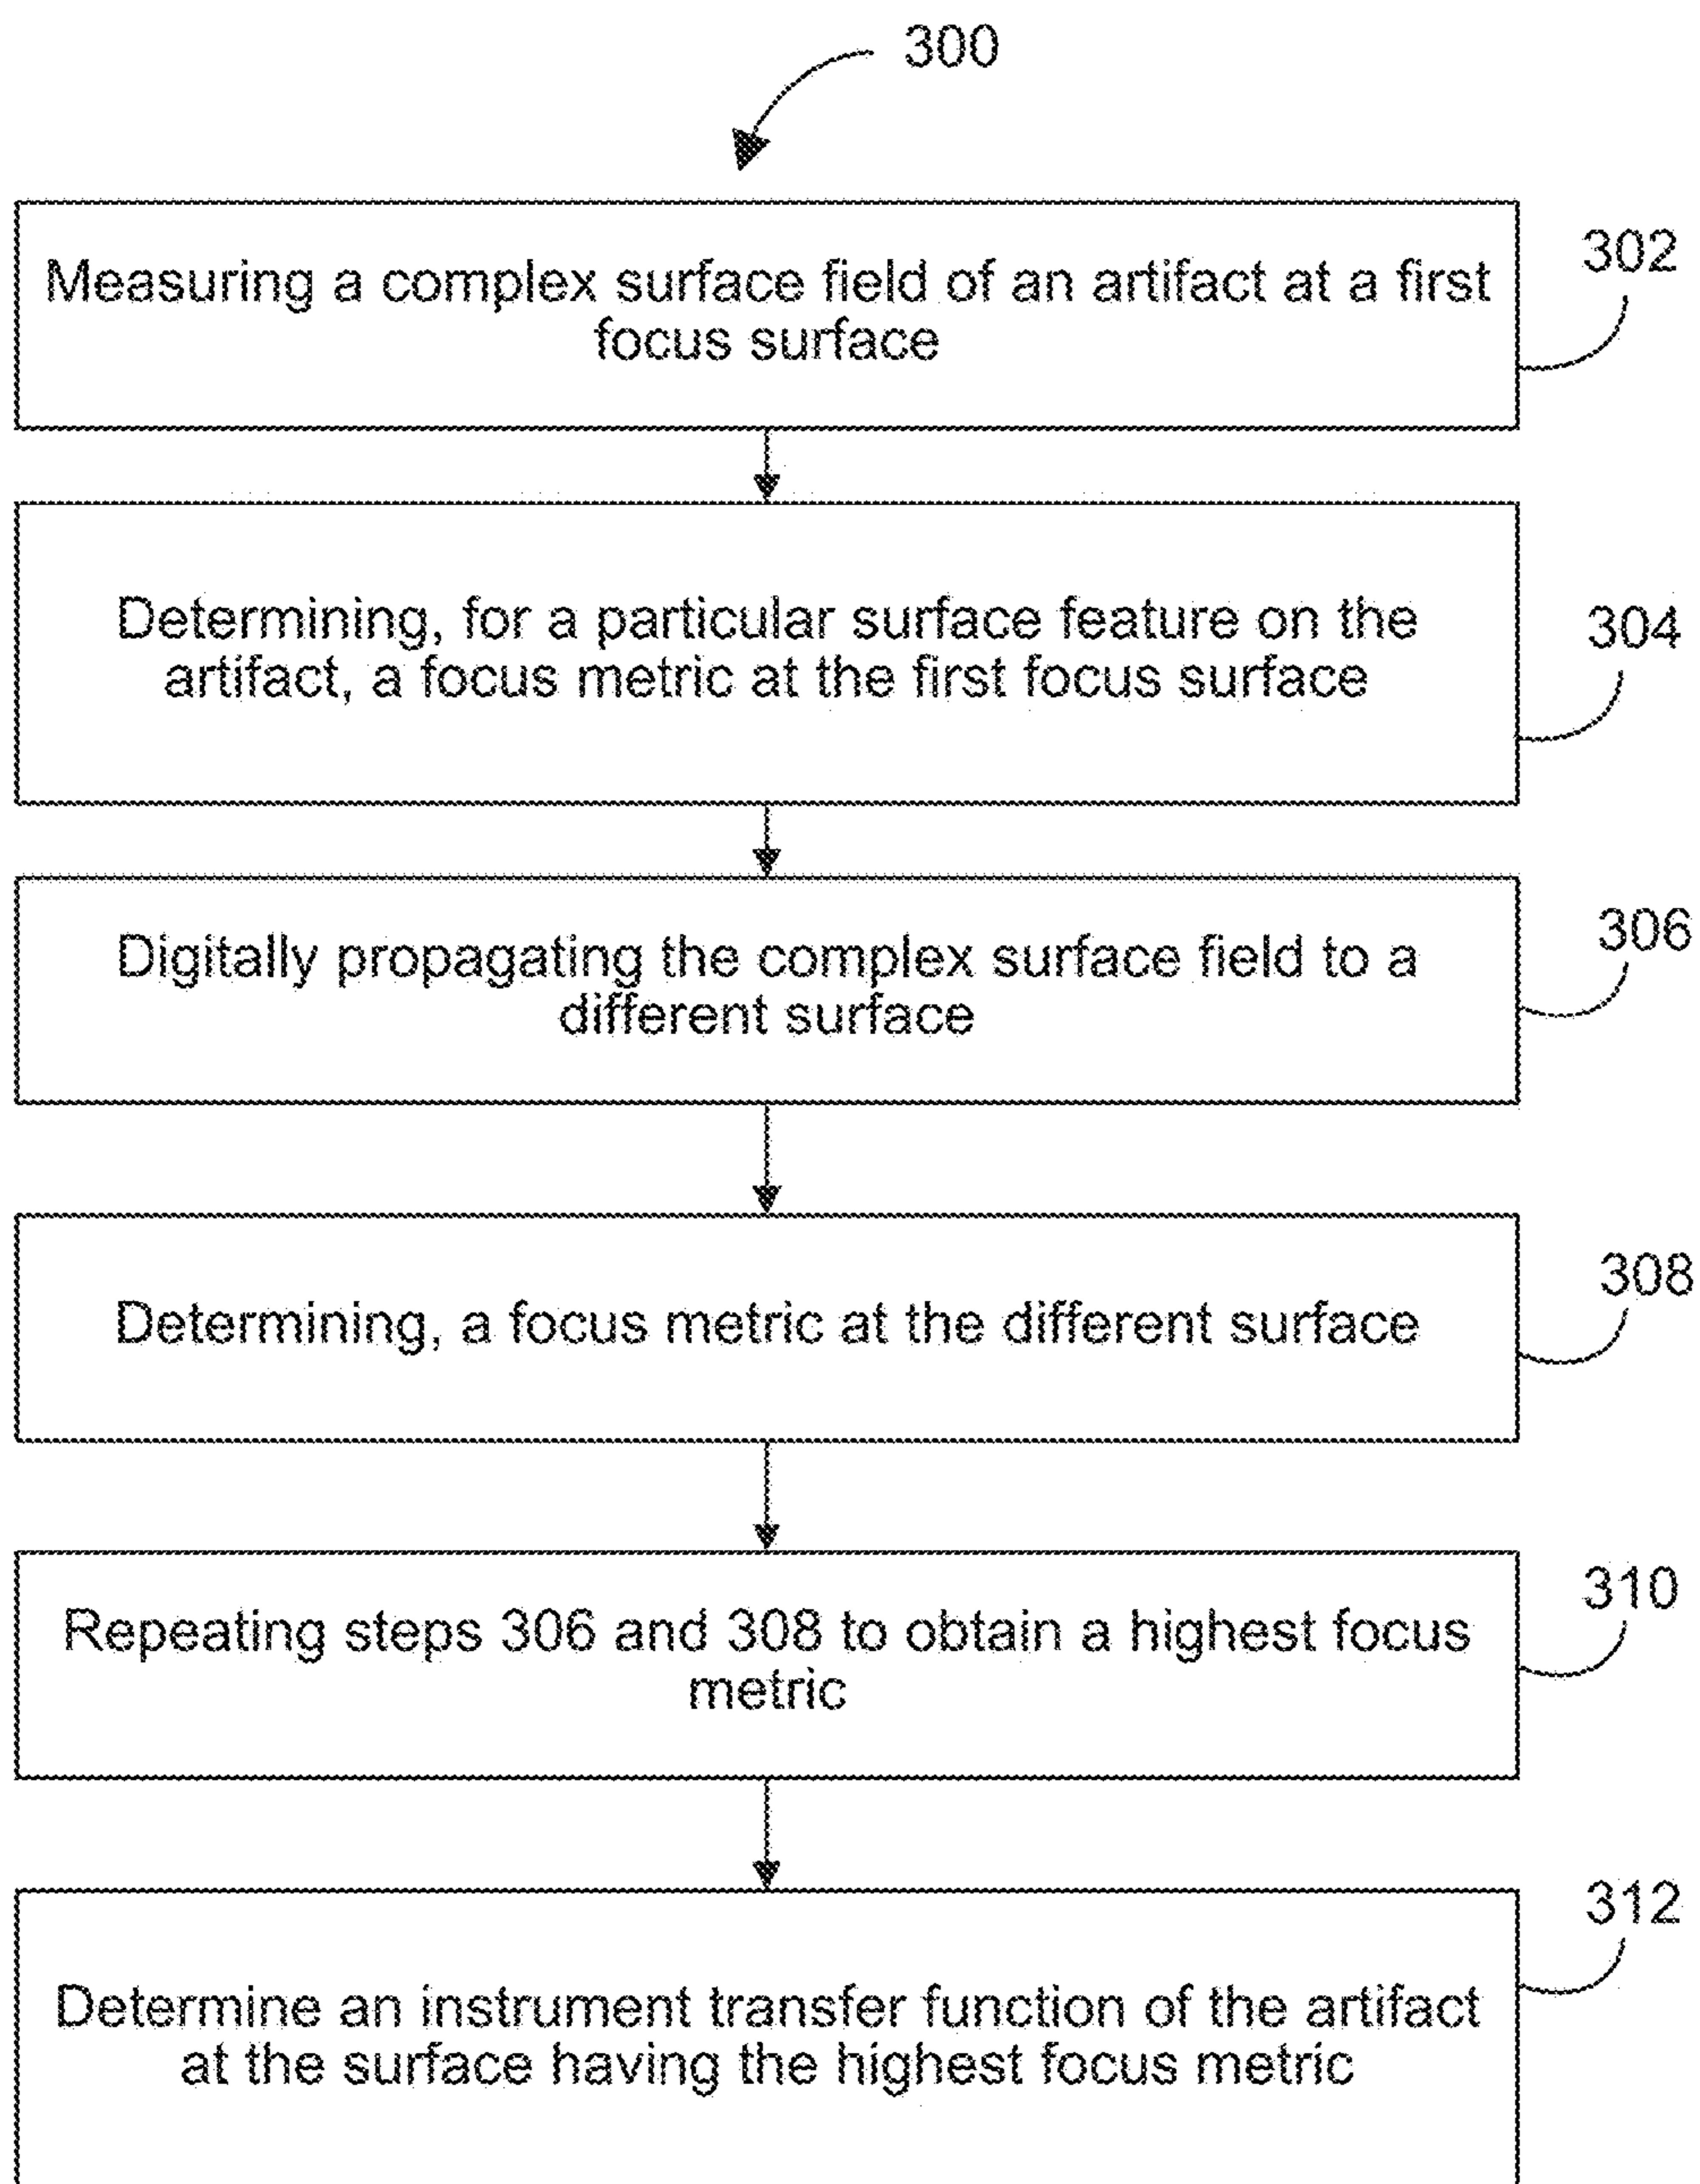 300
Measuring a complex surface field of an artifact at a first
focus surface
302
Determining, for a particular surface feature on the
artifact, a focus metric at the first focus surface
304
Digitally propagating the complex surface field to a
different surface
306
Determining, a focus metric at the different surface
308
Repeating steps 306 and 308 to obtain a highest focus
metric
310
Determine an instrument transfer function of the artifact
at the surface having the highest focus metric
312